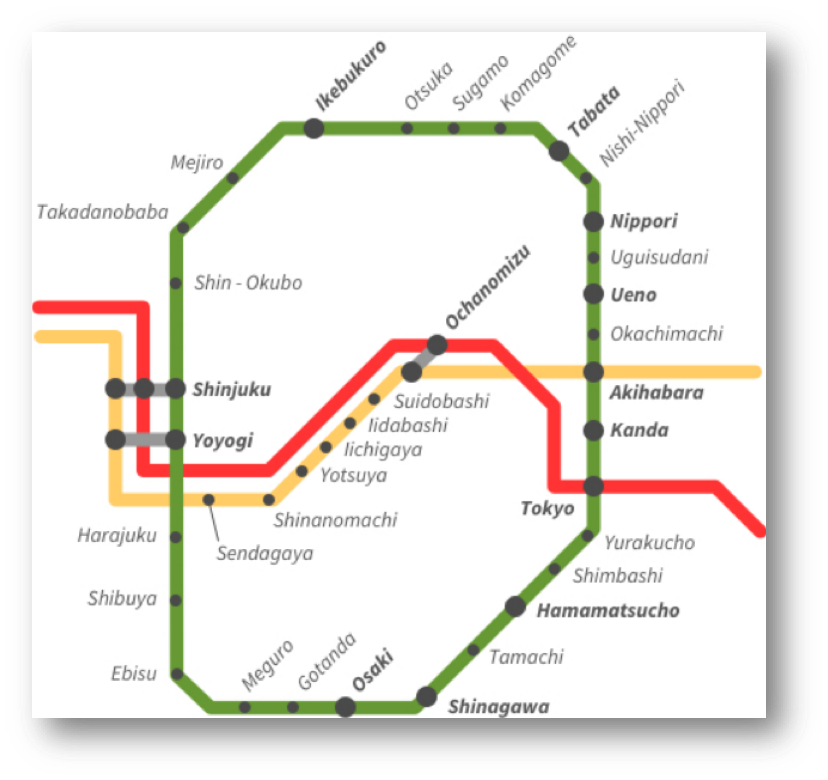 Ikebukuro
Otsuka
Sugamo
Komagome
Tabata
Nishi-Nippori
Mejiro
Takadanobaba
Nippori
Uguisudani
Shin - Okubo
Ochanomizu
Ueno
Okachimachi
Shinjuku
Akihabara
Suidobashi
Iidabashi
Kanda
Yoyogi
Iichigaya
Yotsuya
Tokyo
Shinanomachi
Harajuku
Sendagaya
Yurakucho
Shimbashi
Shibuya
Hamamatsucho
Tamachi
Ebisu
Meguro
Gotanda
Osaki
Shinagawa